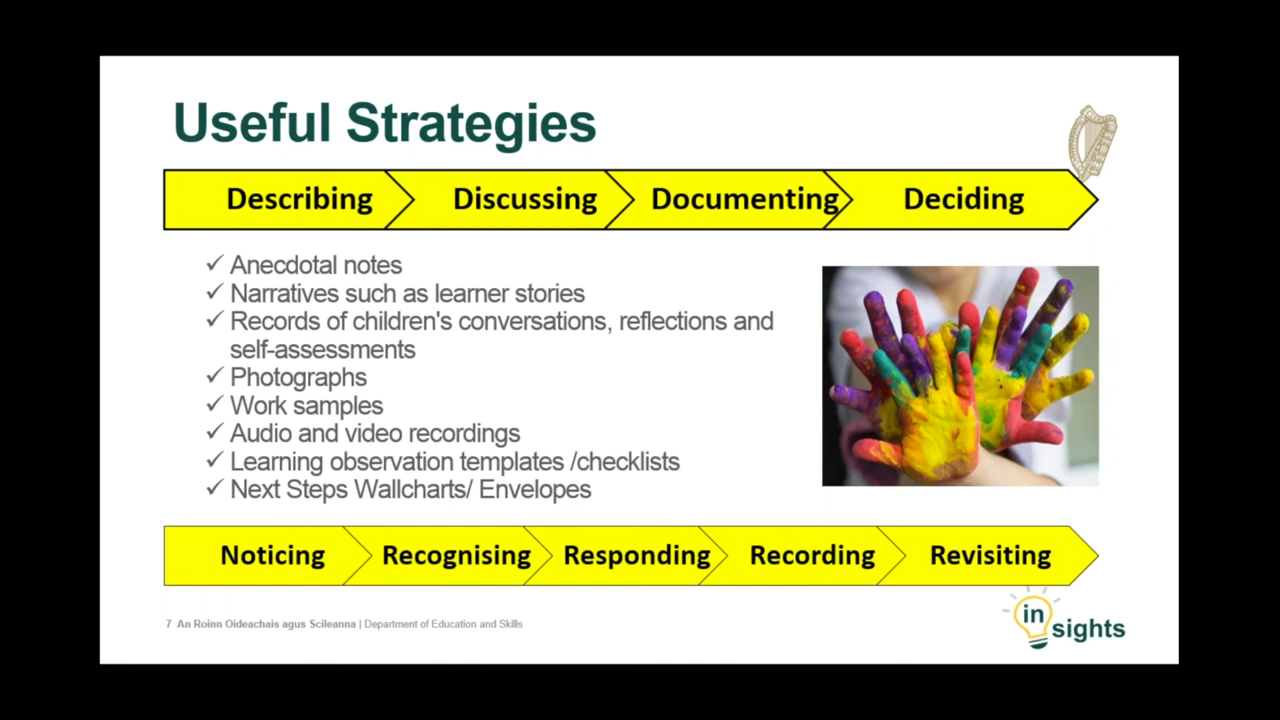 Useful Strategies
Describing Discussing Documenting Deciding
✓ Anecdotal notes
✓ Narratives such as learner stories
✓ Records of children's conversations, reflections and
self-assessments
✓ Photographs
✓ Work samples
✓ Audio and video recordings
✓ Learning observation templates /checklists
✓ Next Steps Wallcharts/ Envelopes
Noticing Recognising Responding Recording Revisiting
7 An Roinn Oideachais agus Scileanna | Department of Education and Skills
in
sights